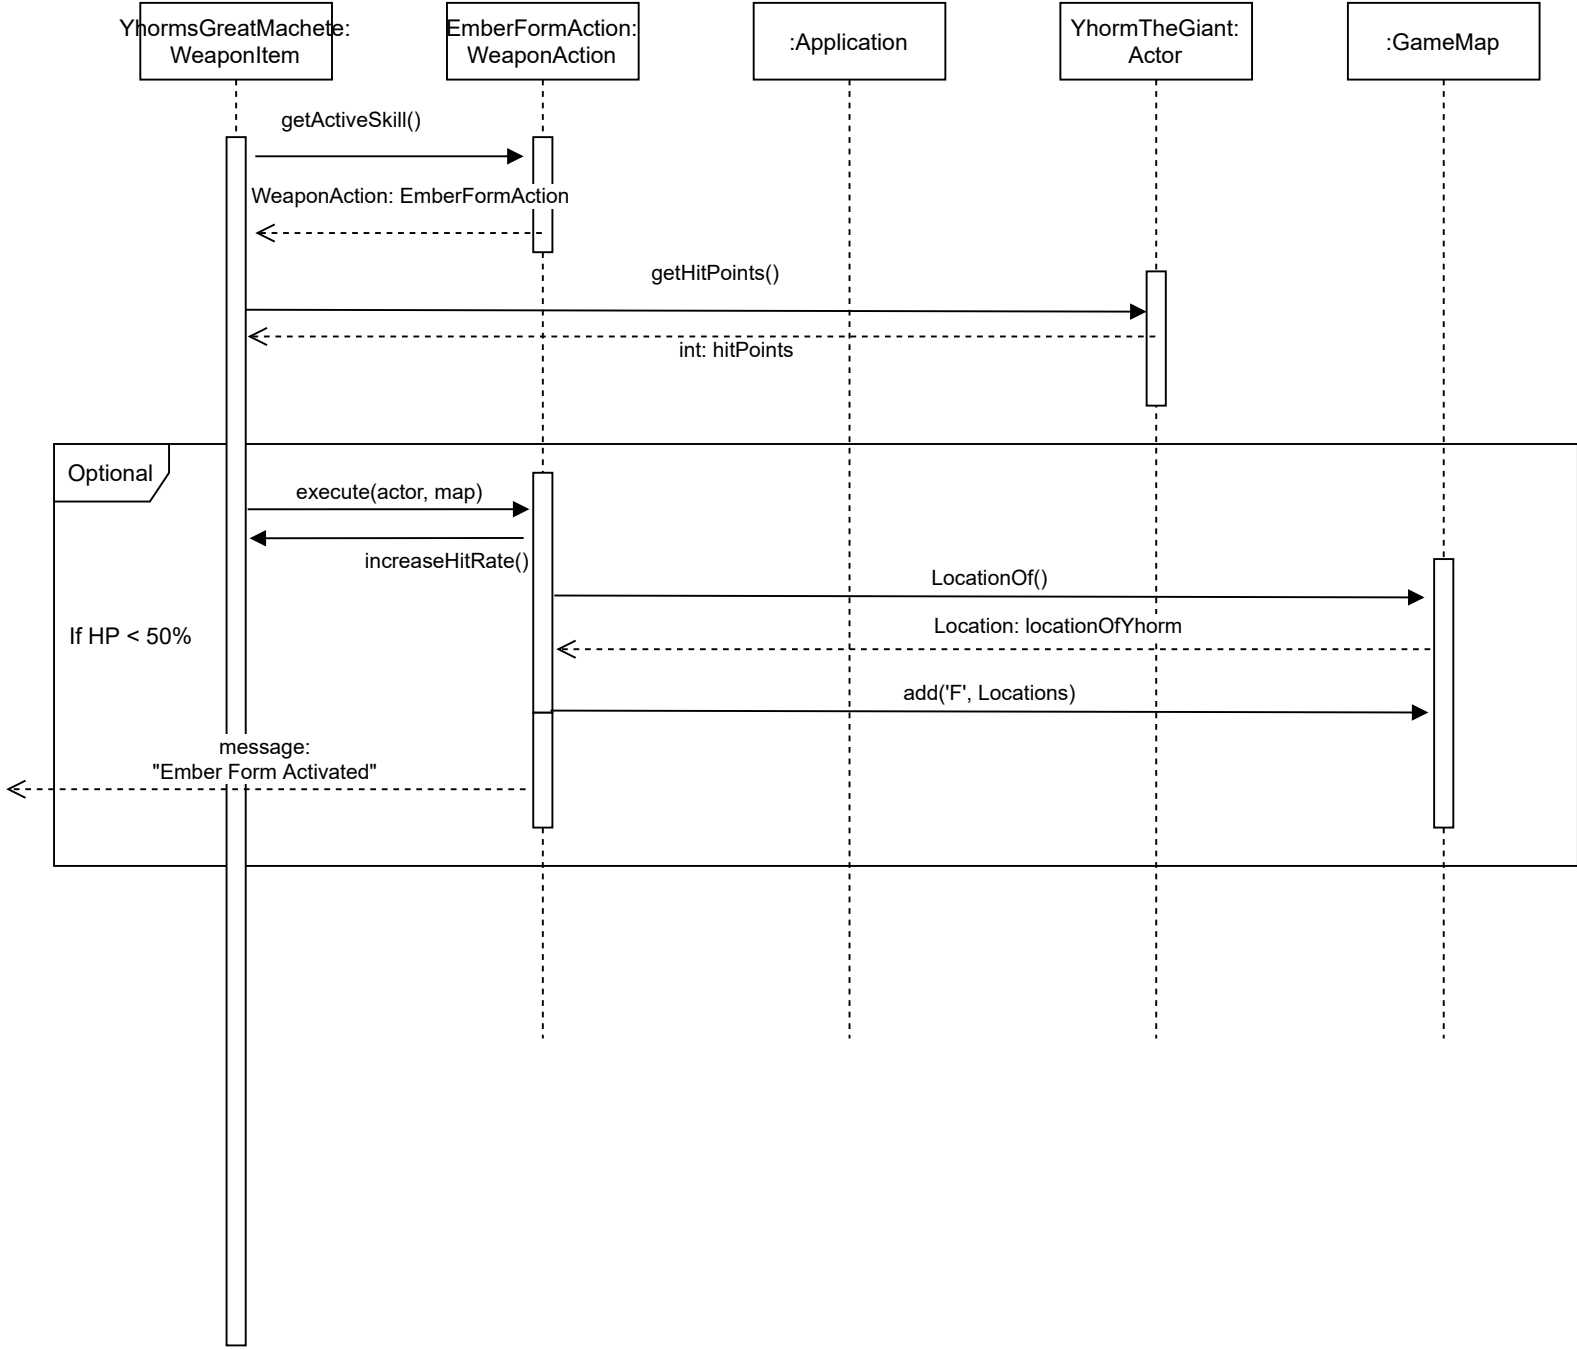 YhormsGreatMachete:
WeaponItem
EmberFormAction:
WeaponAction
:Application
YhormTheGiant:
Actor
:GameMap
getActiveSkill()
WeaponAction: EmberFormAction
getHitPoints()
int: hitPoints
Optional
execute(actor, map)
increaseHitRate()
LocationOf()
Location: locationOfYhorm
If HP < 50%
add('F', Locations)
message:
"Ember Form Activated"